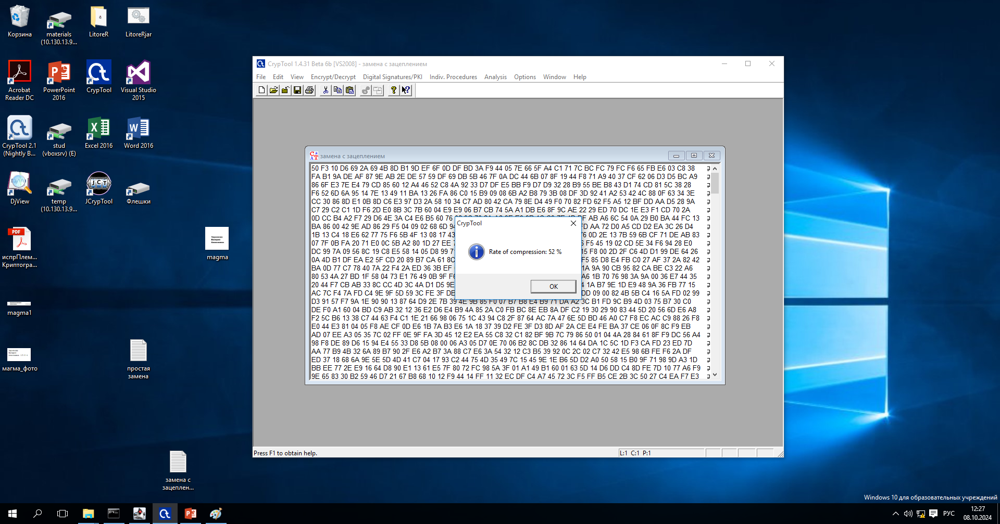 Корзина
materials
(10.130.13.9...
LitoreR
LitoreRjar
Acrobat
Reader DC
PowerPoint
2016
CrypTool
Visual Studio
2015
CrypTool 2.1
(Nightly B...
stud
(vboxsrv) (E)
Excel 2016
Word 2016
DjView
temp
(10.130.13.9...
JCrypTool
Флешки
PDF
испрПлем...
Криптогра...
magma
magma1
магма_фото
простая
замена
замена с
зацеплен...
CrypTool 1.4.31 Beta 6b [VS2008] - замена с зацеплением
File Edit View Encrypt/Decrypt Digital Signatures/PKI Indiv. Procedures Analysis Options Window Help
замена с зацеплением
50 F3 10 D6 69 2A 69 4B 8D B1 9D EF 6F 0D DF BD 3A F9 44 05 7E 66 5F A4 C1 71 7C BC FC 79 FC F6 65 FB E6 03 C8 38
FA B1 9A DE AF 87 9E AB 2E DE 57 59 DF 69 DB 5B 46 7F 0A DC 44 6B 07 8F 19 44 F8 71 A9 40 37 CF 62 06 D3 D5 BC A9
86 6F E3 7E E4 79 CD 85 60 12 A4 46 52 C8 4A 92 33 D7 DF E5 BB F9 D7 D9 32 28 B9 55 BE B8 43 D1 74 CD 81 5C 38 28
F6 52 6D 6A 95 14 7E 13 49 11 BA 13 26 FA 86 C0 15 B9 09 08 6B A2 B8 79 3B 08 DF 3D 92 41 A2 53 42 4C 88 0F 63 34 3E
CC 30 86 8D E1 0B 8D C6 E3 97 D3 2A 58 10 34 C7 AD 80 42 CA 79 8E D4 49 F0 70 82 FD 62 F5 A5 12 BF DD AA D5 28 9A
C7 29 C2 C1 1D F6 2D E0 8B 3C 7B 60 04 E9 E9 06 B7 CB 74 5A A1 DB E6 8F 9C AE 22 29 ED 70 DC 1E E3 F1 CD 70 2A
0D CC B4 A2 F7 29 D6 4E 3A C4 E6 B5 60 76 AB A6 6C 54 0A 29 B0 BA 44 FC 13
BA 86 00 42 9E AD 86 29 F5 04 09 02 68 6D AA 72 D0 A5 CD D2 EA 3C 26 D4
1B 13 C4 18 E6 62 77 75 F6 5B 4F 13 08 17 43 0D 2E 13 7B 59 6B CF 71 DE AB 83
07 7F 0B FA 20 71 E0 0C 5B A2 80 1D 27 EE F5 45 19 02 CD 5E 34 F6 94 28 E0
DC 99 7A 09 56 8C 19 C8 E5 58 14 05 D8 99 F8 00 2D 2F C6 4D D1 99 DE 64 26
0A 4D B1 DF EA E2 5F CD 20 89 B7 CA 61 8C F5 85 D8 E4 FB C0 27 AF 37 2A 82 42
BA 0D 77 C7 78 40 7A 22 F4 2A ED 36 3B EF 9A 90 CB 95 82 CA BE C3 22 A6
80 53 4A 27 BD 1F 58 04 73 E1 76 49 0B 9F 1B 70 76 98 3A 9A 00 36 E7 44 35
20 44 F7 CB AB 33 8C CC 4D 3C 4A D1 D5 9E 1A B7 9E 1D E9 48 9A 36 FB 77 15
AC 7C F4 7A FD C4 9E 9F 5D 59 3C FE 3F DB 09 00 82 4B 5B C4 16 5A FD 02 99
D3 91 57 F7 9A 1E 90 90 13 87 64 D9 2E 7B 39 4E 9B 85 F0 07 B7 B8 E4 B9 71 DA A2 3C B1 FD 9C B9 4D 03 75 B7 30 C0
DE F0 A1 60 04 BD C9 AB 32 12 36 E2 D6 E4 B9 4A 85 2A C0 FB BC 8E EB 8A DF C2 19 30 29 90 83 44 5D 20 56 6D E6 A8
F2 5C B6 13 38 C7 44 63 F4 C1 1E 21 66 98 06 75 1C 43 94 C8 2F 87 64 AC 7A 47 6E 5D BD 46 A0 C7 F8 EC AC C9 88 26 F8
E0 44 E3 81 04 05 F8 AE CF 0D E6 1B 7A B3 E6 1A 18 37 39 D2 FE 3F D3 8D AF 2A CE E4 FE BA 37 CE 06 0F 8C F9 EB
AD 07 EE A3 05 35 7C 02 FF 0E 9F FA 3D 45 12 E2 EA 55 C8 32 C1 82 BF 9B 7C 79 86 50 01 04 4A 28 84 61 8F F9 DC 56 A4
98 F8 DE 89 D6 15 94 E4 55 33 D8 5B 08 00 06 A3 05 D7 0E 70 06 B2 8C DB 32 86 14 64 DA 1C 5C 1D F3 CA FD 23 ED 7D
AA 77 B9 4B 32 6A 89 B7 90 2F E6 A2 B7 3A 88 C7 E6 3A 54 32 12 C3 B5 39 92 0C 2C 02 C7 32 42 E5 98 6B FE F6 2A DF
ED 37 18 68 6A 9E 5E 5D 4D 41 C7 04 17 93 C2 44 75 4D 35 49 7C 15 45 9E 1E B6 5D D2 A0 50 58 15 B0 9F 71 98 9D A3 1D
BB EE 77 2E E9 16 64 D8 90 E1 13 61 E5 7F 80 72 FC 98 5A 3F 01 A1 49 B1 60 01 63 5D 14 D6 DD C4 8D FE 7D 10 77 A6 F9
9E 65 83 30 B2 59 46 D7 21 67 B8 68 10 12 F9 44 14 FF 11 32 EC DF C4 A7 45 72 3C F5 FF B5 CE 2B 3C 50 27 C4 EA F7 E3
CrypTool
Rate of compression: 52 %
OK
Press F1 to obtain help.
L:1 C:1 P:1
Windows 10 для образовательных учреждений
РУС
12:27
08.10.2024